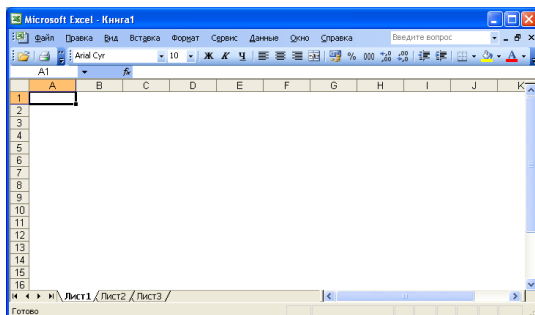 Microsoft Excel - Книга1
Файл Правка Вид Вставка Формат Сервис Данные Окно Справка Введите вопрос
Arial Cyr 10 Ж К Ч % 000
A1 fx
A B C D E F G H I J K
1
2
3
4
5
6
7
8
9
10
11
12
13
14
15
16
Лист1 Лист2 Лист3
Готово